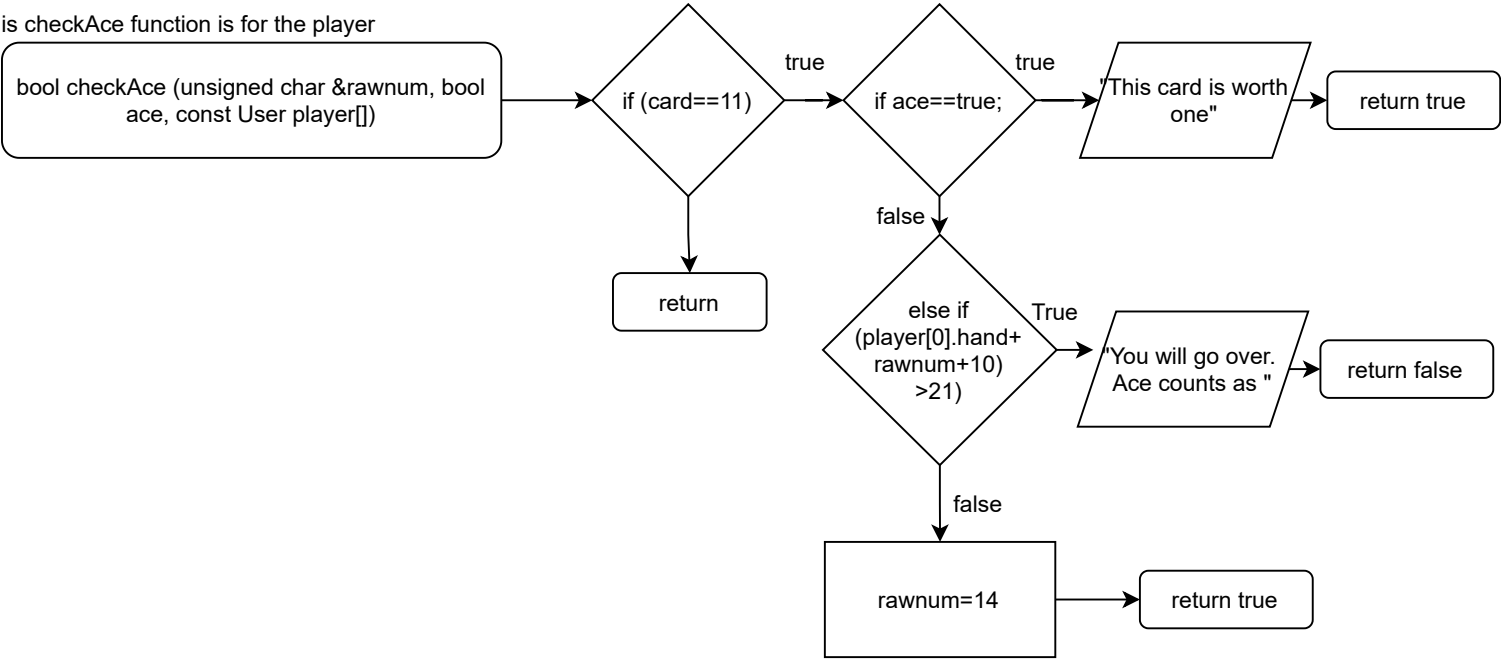 is checkAce function is for the player
bool checkAce (unsigned char &rawnum, bool
ace, const User player[])
if (card==11)
true
if ace==true;
true
"This card is worth
one"
return true
return
false
else if
(player[0].hand+
rawnum+10)
>21)
True
"You will go over.
Ace counts as "
return false
false
rawnum=14
return true